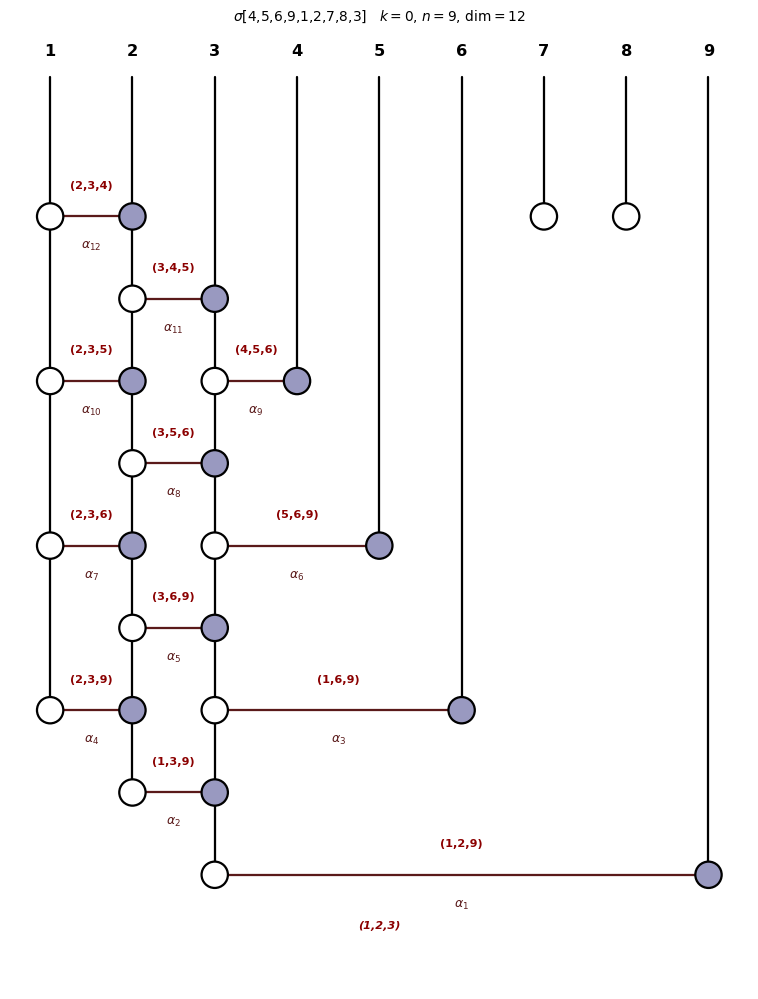 σ[4,5,6,9,1,2,7,8,3]   k = 0, n = 9, dim = 12
1 2 3 4 5 6 7 8 9
(2,3,4)
α₁₂
(3,4,5)
α₁₁
(2,3,5) (4,5,6)
α₁₀ α₉
(3,5,6)
α₈
(2,3,6) (5,6,9)
α₇ α₆
(3,6,9)
α₅
(2,3,9) (1,6,9)
α₄ α₃
(1,3,9)
α₂
(1,2,9)
α₁
(1,2,3)